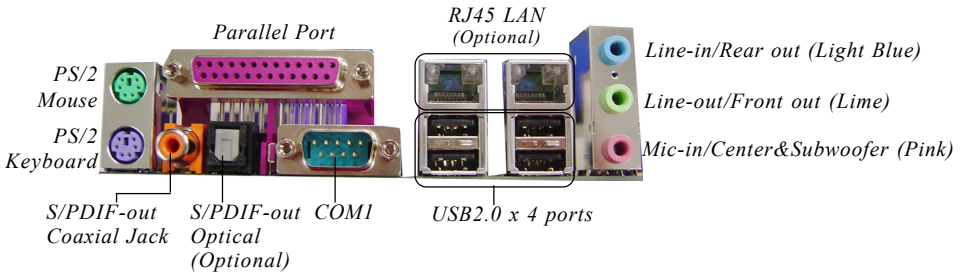 RJ45 LAN
(Optional)
Parallel Port
Line-in/Rear out (Light Blue)
PS/2
Mouse
Line-out/Front out (Lime)
PS/2
Keyboard
Mic-in/Center&Subwoofer (Pink)
S/PDIF-out
Coaxial Jack
S/PDIF-out
Optical
(Optional)
COM1
USB2.0 x 4 ports